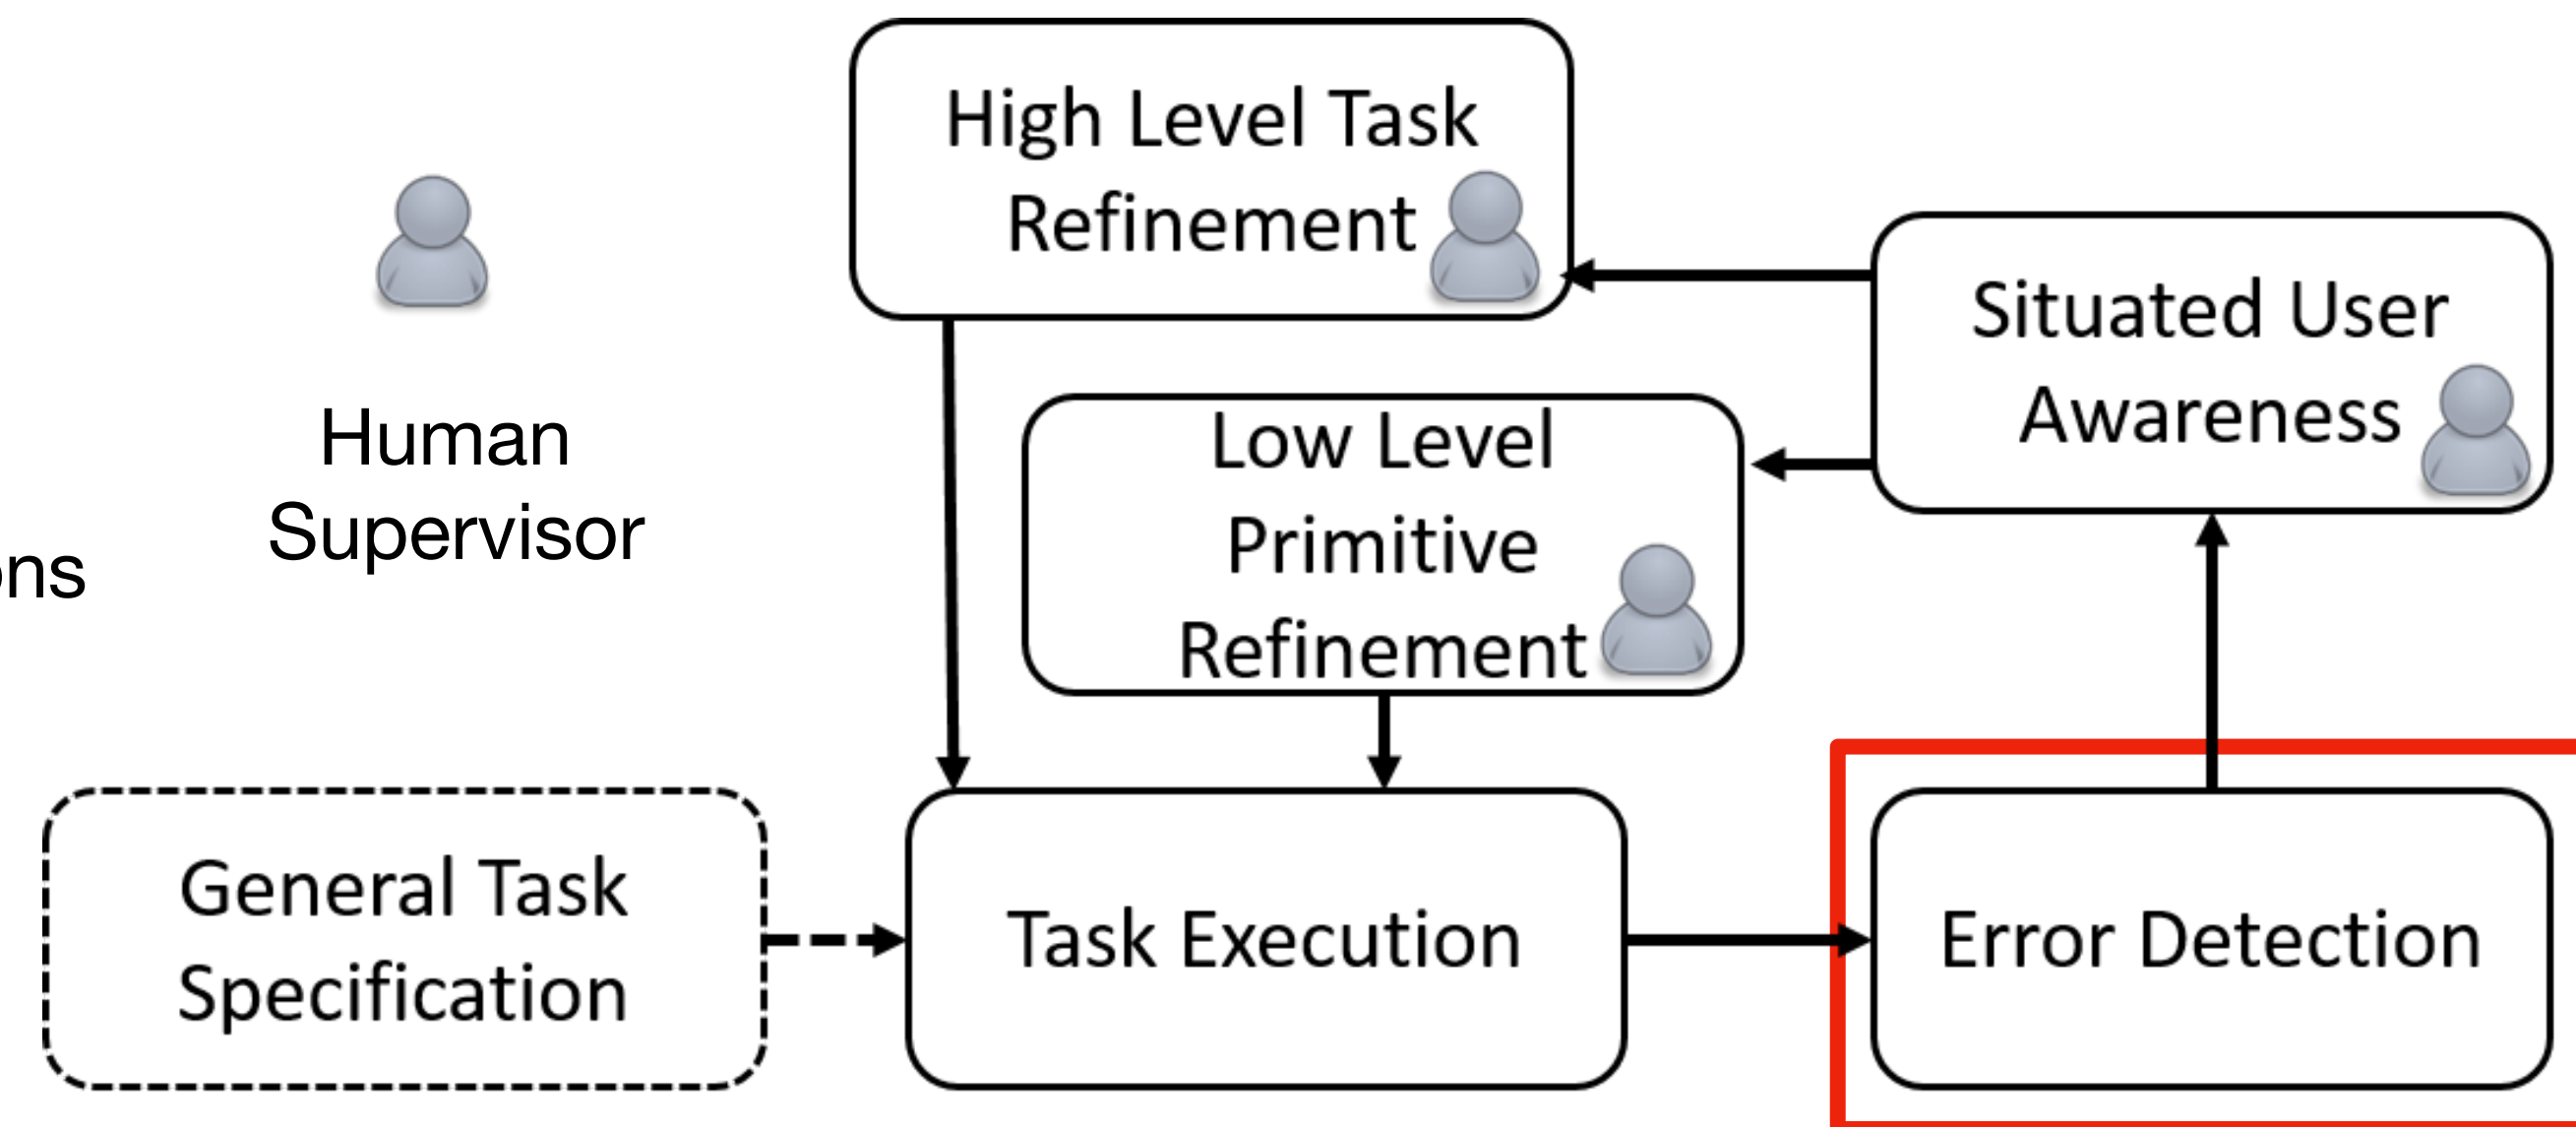 High Level Task
Refinement
Situated User
Awareness
Human
Supervisor
ons
Low Level
Primitive
Refinement
General Task
Specification
Task Execution
Error Detection